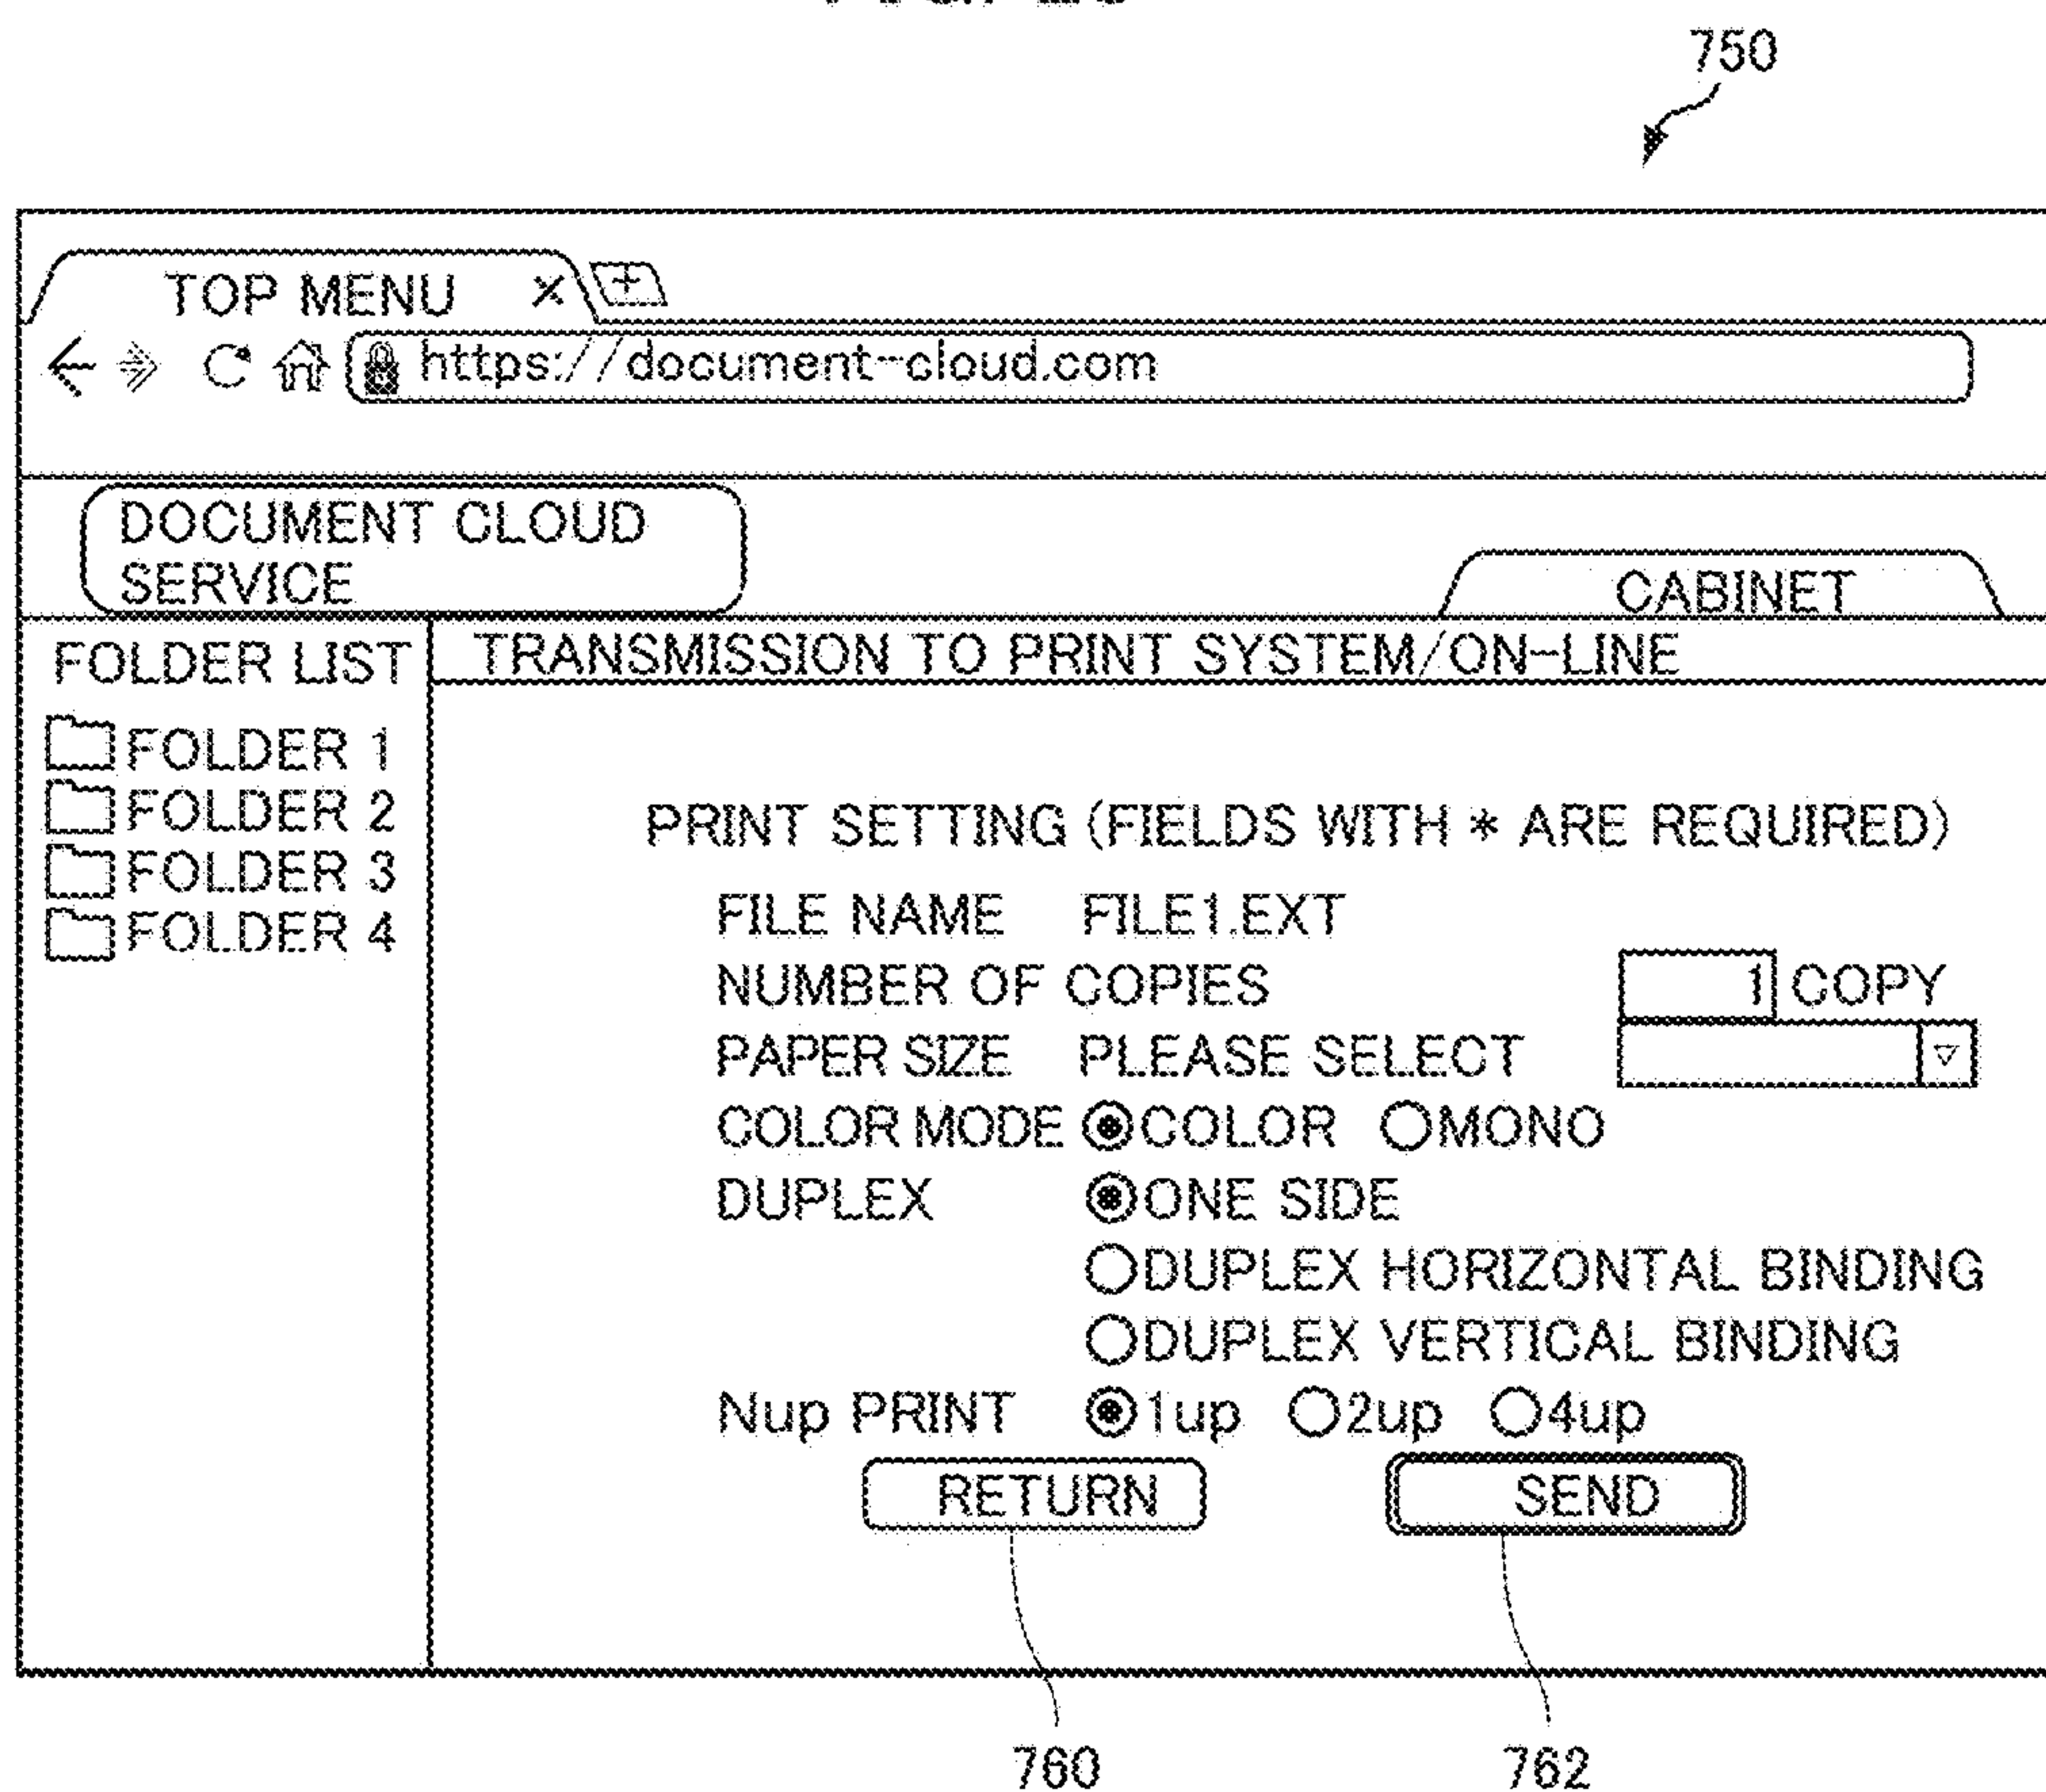 750
TOP MENU × +
https://document-cloud.com
DOCUMENT CLOUD
SERVICE
CABINET
FOLDER LIST
FOLDER 1
FOLDER 2
FOLDER 3
FOLDER 4
TRANSMISSION TO PRINT SYSTEM/ON-LINE
PRINT SETTING (FIELDS WITH * ARE REQUIRED)
FILE NAME FILE1.EXT
NUMBER OF COPIES 1 COPY
PAPER SIZE PLEASE SELECT
COLOR MODE COLOR MONO
DUPLEX ONE SIDE
DUPLEX HORIZONTAL BINDING
DUPLEX VERTICAL BINDING
Nup PRINT 1up 2up 4up
RETURN SEND
760 762